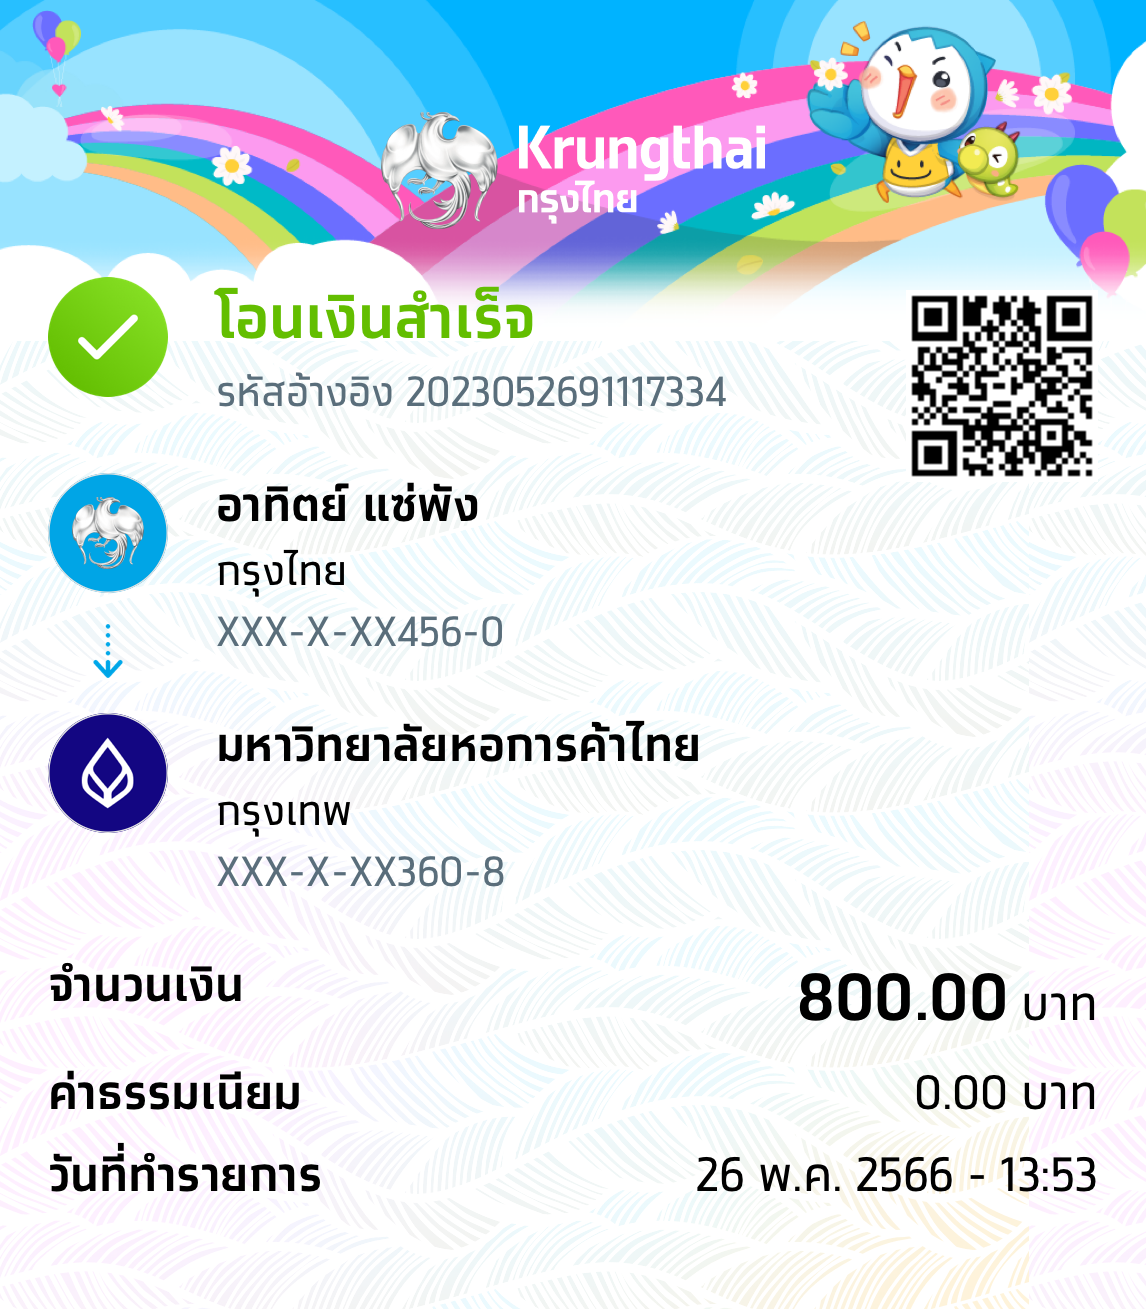 Krungthai
กรุงไทย
โอนเงินสำเร็จ
รหัสอ้างอิง 2023052691117334
อาทิตย์ แซ่พัง
กรุงไทย
XXX-X-XX456-0
มหาวิทยาลัยหอการค้าไทย
กรุงเทพ
XXX-X-XX360-8
จำนวนเงิน 800.00 บาท
ค่าธรรมเนียม 0.00 บาท
วันที่ทำรายการ 26 พ.ค. 2566 - 13:53